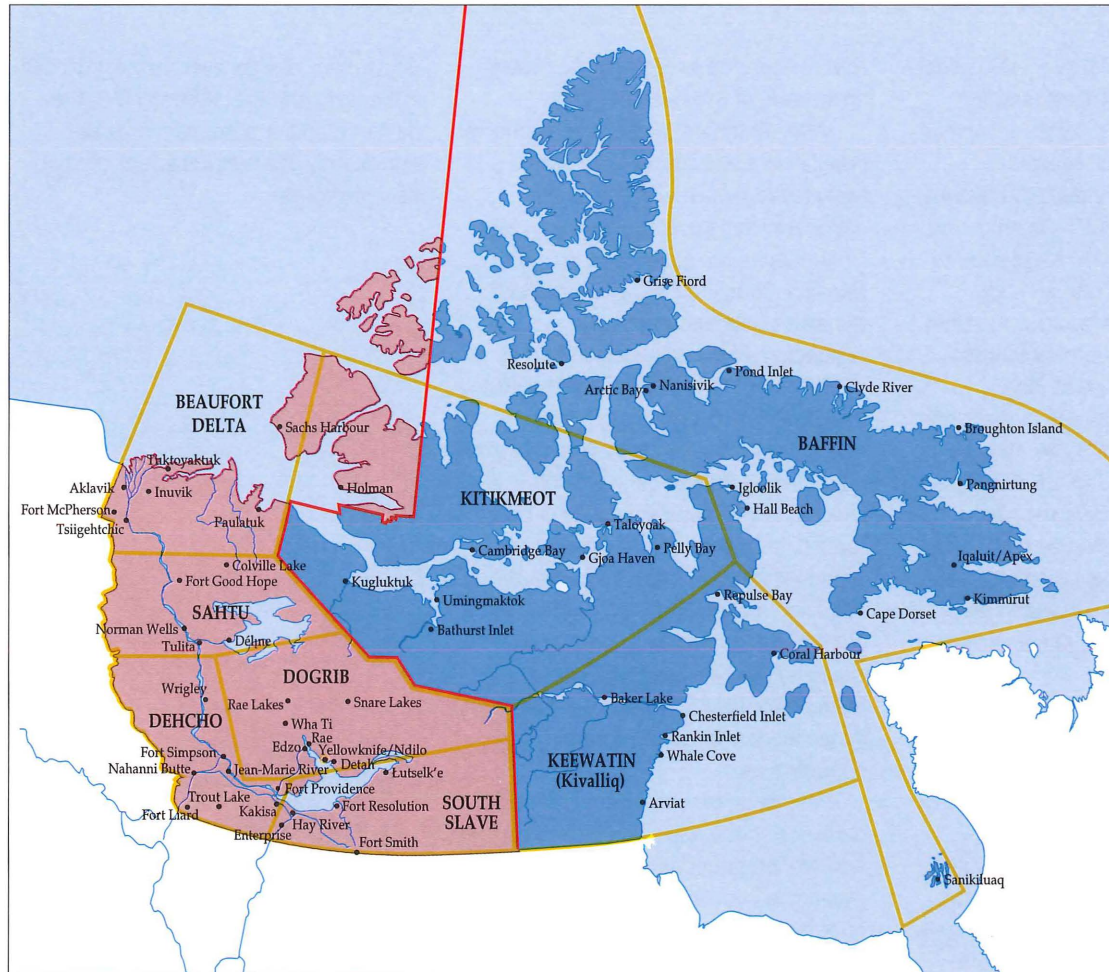 Grise Fiord
Resolute
Arctic Bay
Nanisivik
Pond Inlet
Clyde River
BEAUFORT
DELTA
Sachs Harbour
Broughton Island
BAFFIN
Tuktoyaktuk
Aklavik
Inuvik
Holman
KITIKMEOT
Igloolik
Pangnirtung
Fort McPherson
Tsiigehtchic
Paulatuk
Hall Beach
Taloyoak
Cambridge Bay
Gjoa Haven
Pelly Bay
Iqaluit/Apex
Colville Lake
Fort Good Hope
Kugluktuk
Umingmaktok
Repulse Bay
Kimmirut
SAHTU
Cape Dorset
Norman Wells
Bathurst Inlet
Tulita
Déline
Coral Harbour
DOGRIB
Wrigley
Rae Lakes
Snare Lakes
Baker Lake
DEHCHO
Wha Ti
Chesterfield Inlet
Rae
Edzo
Rankin Inlet
Fort Simpson
Yellowknife/Ndilo
Detah
KEEWATIN
(Kivalliq)
Whale Cove
Nahanni Butte
Jean-Marie River
Łutselk'e
Fort Providence
Trout Lake
Kakisa
Fort Resolution
SOUTH
SLAVE
Arviat
Fort Liard
Hay River
Enterprise
Fort Smith
Sanikiluaq